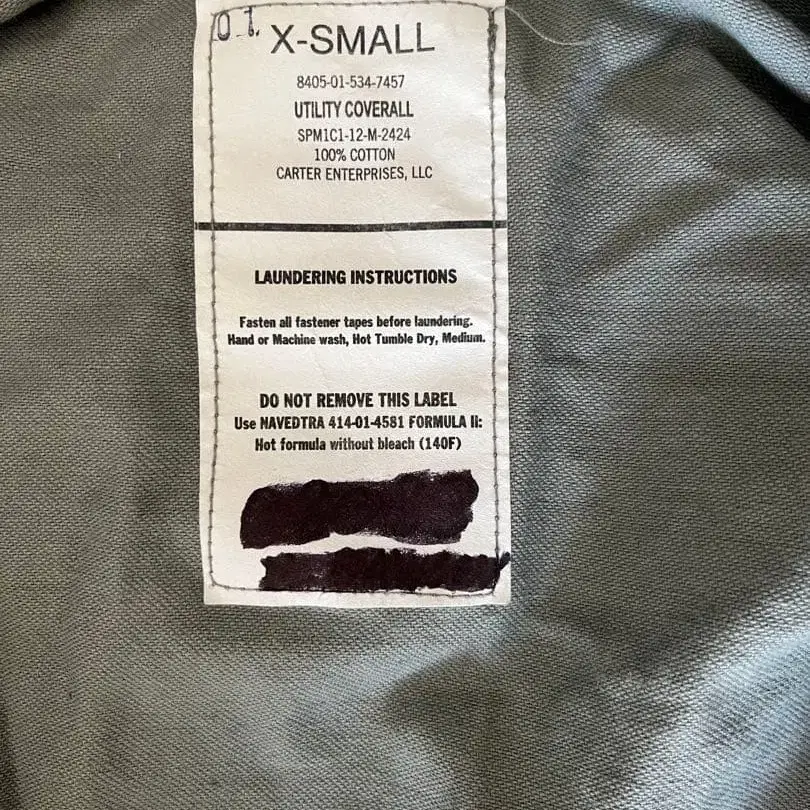 X-SMALL
8405-01-534-7457
UTILITY COVERALL
SPM1C1-12-M-2424
100% COTTON
CARTER ENTERPRISES, LLC
LAUNDERING INSTRUCTIONS
Fasten all fastener tapes before laundering.
Hand or Machine wash, Hot Tumble Dry, Medium.
DO NOT REMOVE THIS LABEL
Use NAVEDTRA 414-01-4581 FORMULA II:
Hot formula without bleach (140F)